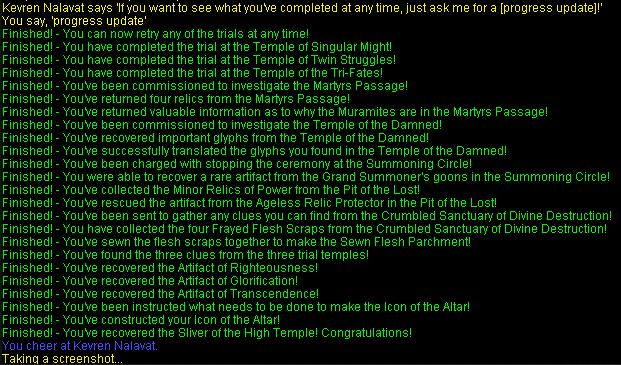 Kevren Nalavat says 'If you want to see what you've completed at any time, just ask me for a [progress update]!'
You say, 'progress update'
Finished! - You can now retry any of the trials at any time!
Finished! - You have completed the trial at the Temple of Singular Might!
Finished! - You have completed the trial at the Temple of Twin Struggles!
Finished! - You have completed the trial at the Temple of the Tri-Fates!
Finished! - You've been commissioned to investigate the Martyrs Passage!
Finished! - You've returned four relics from the Martyrs Passage!
Finished! - You've returned valuable information as to why the Muramites are in the Martyrs Passage!
Finished! - You've been commissioned to investigate the Temple of the Damned!
Finished! - You've recovered important glyphs from the Temple of the Damned!
Finished! - You've successfully translated the glyphs you found in the Temple of the Damned!
Finished! - You've been charged with stopping the ceremony at the Summoning Circle!
Finished! - You were able to recover a rare artifact from the Grand Summoner's goons in the Summoning Circle!
Finished! - You've collected the Minor Relics of Power from the Pit of the Lost!
Finished! - You've rescued the artifact from the Ageless Relic Protector in the Pit of the Lost!
Finished! - You've been sent to gather any clues you can find from the Crumbled Sanctuary of Divine Destruction!
Finished! - You have collected the four Frayed Flesh Scraps from the Crumbled Sanctuary of Divine Destruction!
Finished! - You've sewn the flesh scraps together to make the Sewn Flesh Parchment!
Finished! - You've found the three clues from the three trial temples!
Finished! - You've recovered the Artifact of Righteousness!
Finished! - You've recovered the Artifact of Glorification!
Finished! - You've recovered the Artifact of Transcendence!
Finished! - You've been instructed what needs to be done to make the Icon of the Altar!
Finished! - You've constructed your Icon of the Altar!
Finished! - You've recovered the Sliver of the High Temple! Congratulations!
You cheer at Kevren Nalavat.
Taking a screenshot...